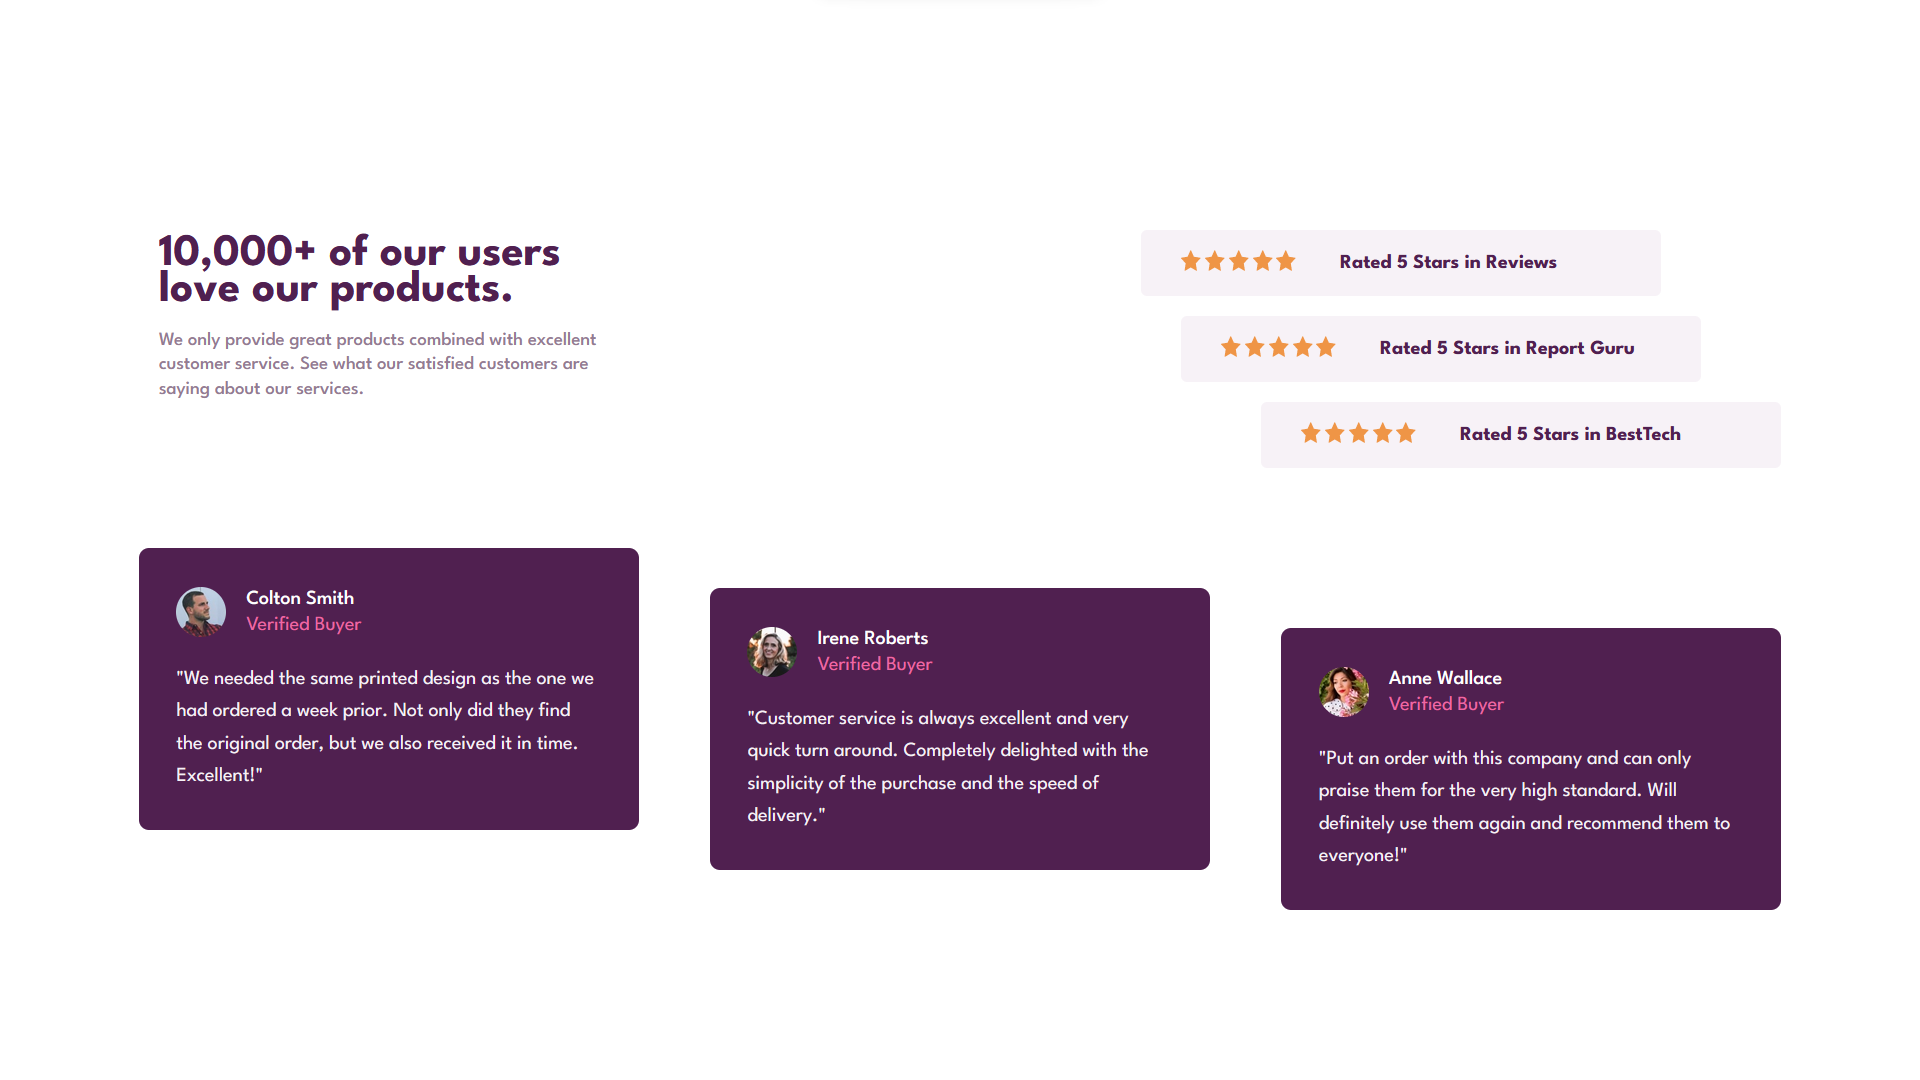 10,000+ of our users
love our products.
We only provide great products combined with excellent
customer service. See what our satisfied customers are
saying about our services.
Rated 5 Stars in Reviews
Rated 5 Stars in Report Guru
Rated 5 Stars in BestTech
Colton Smith
Verified Buyer
"We needed the same printed design as the one we
had ordered a week prior. Not only did they find
the original order, but we also received it in time.
Excellent!"
Irene Roberts
Verified Buyer
"Customer service is always excellent and very
quick turn around. Completely delighted with the
simplicity of the purchase and the speed of
delivery."
Anne Wallace
Verified Buyer
"Put an order with this company and can only
praise them for the very high standard. Will
definitely use them again and recommend them to
everyone!"